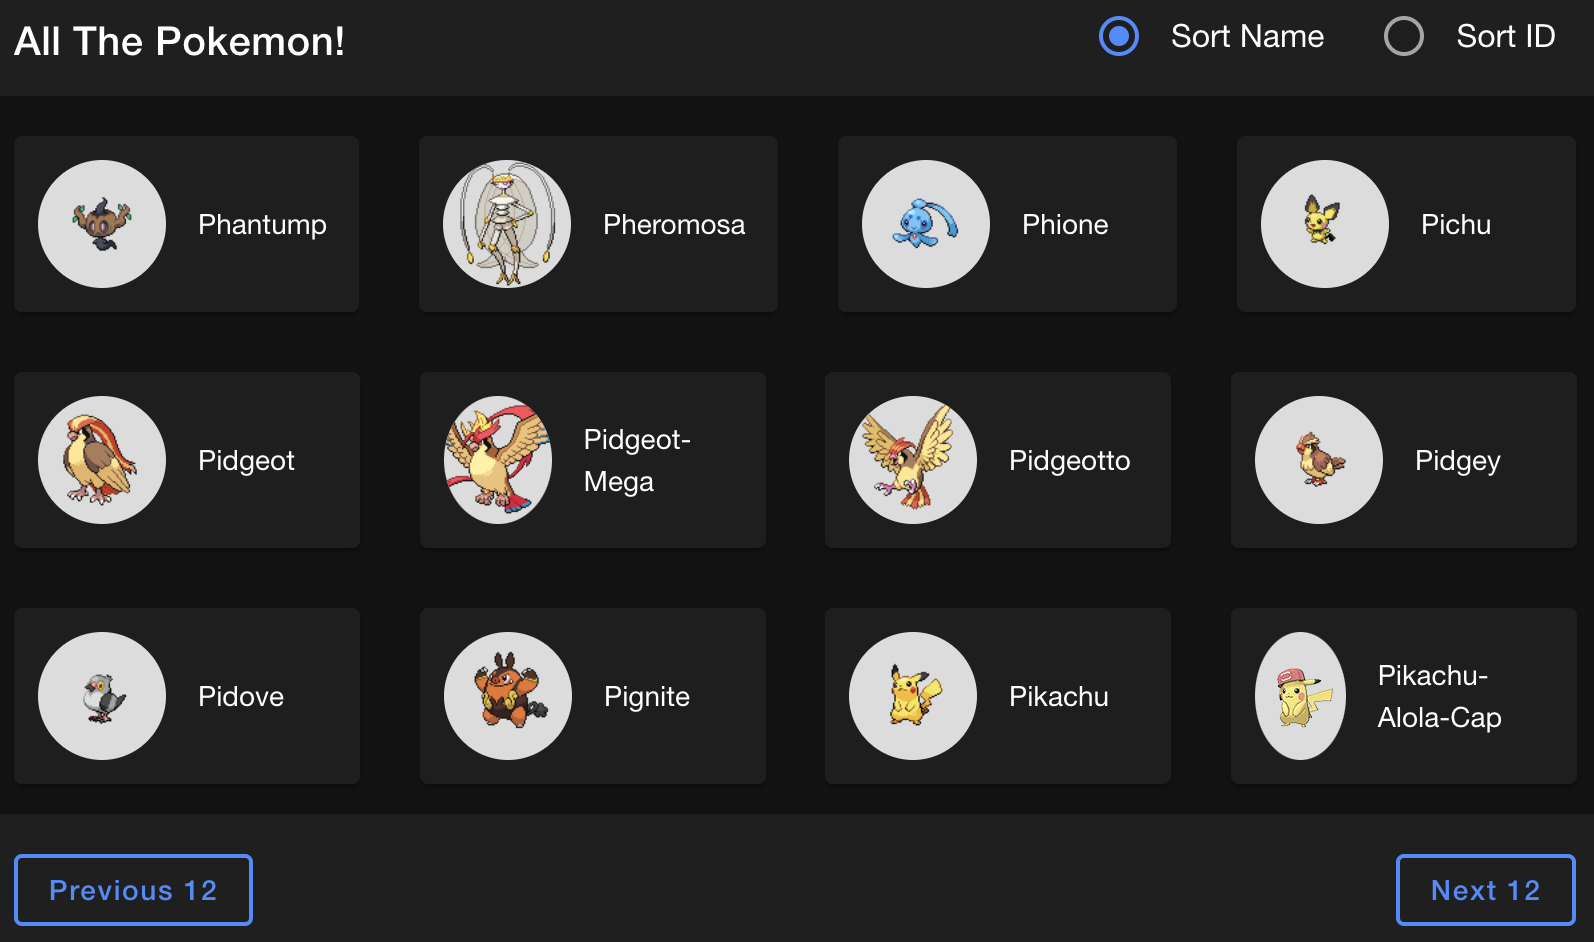 All The Pokemon!
Sort Name
Sort ID
Phantump
Pheromosa
Phione
Pichu
Pidgeot
Pidgeot-
Mega
Pidgeotto
Pidgey
Pidove
Pignite
Pikachu
Pikachu-
Alola-Cap
Previous 12
Next 12